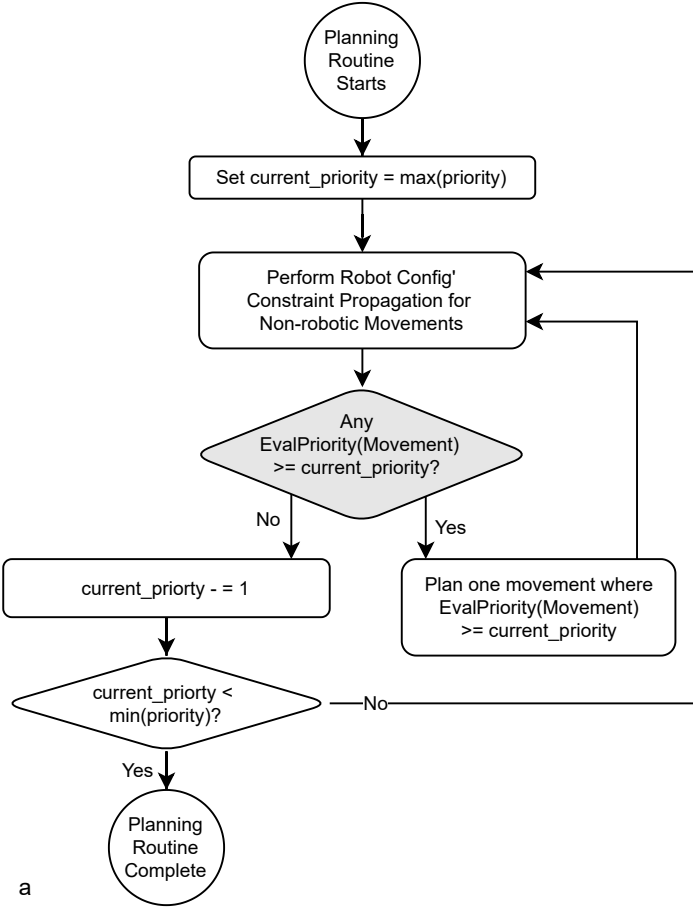 Planning
Routine
Starts
Set current_priority = max(priority)
Perform Robot Config'
Constraint Propagation for
Non-robotic Movements
Any
EvalPriority(Movement)
>= current_priority?
No
Yes
current_priorty - = 1
Plan one movement where
EvalPriority(Movement)
>= current_priority
current_priorty <
min(priority)?
No
Yes
Planning
Routine
Complete
a